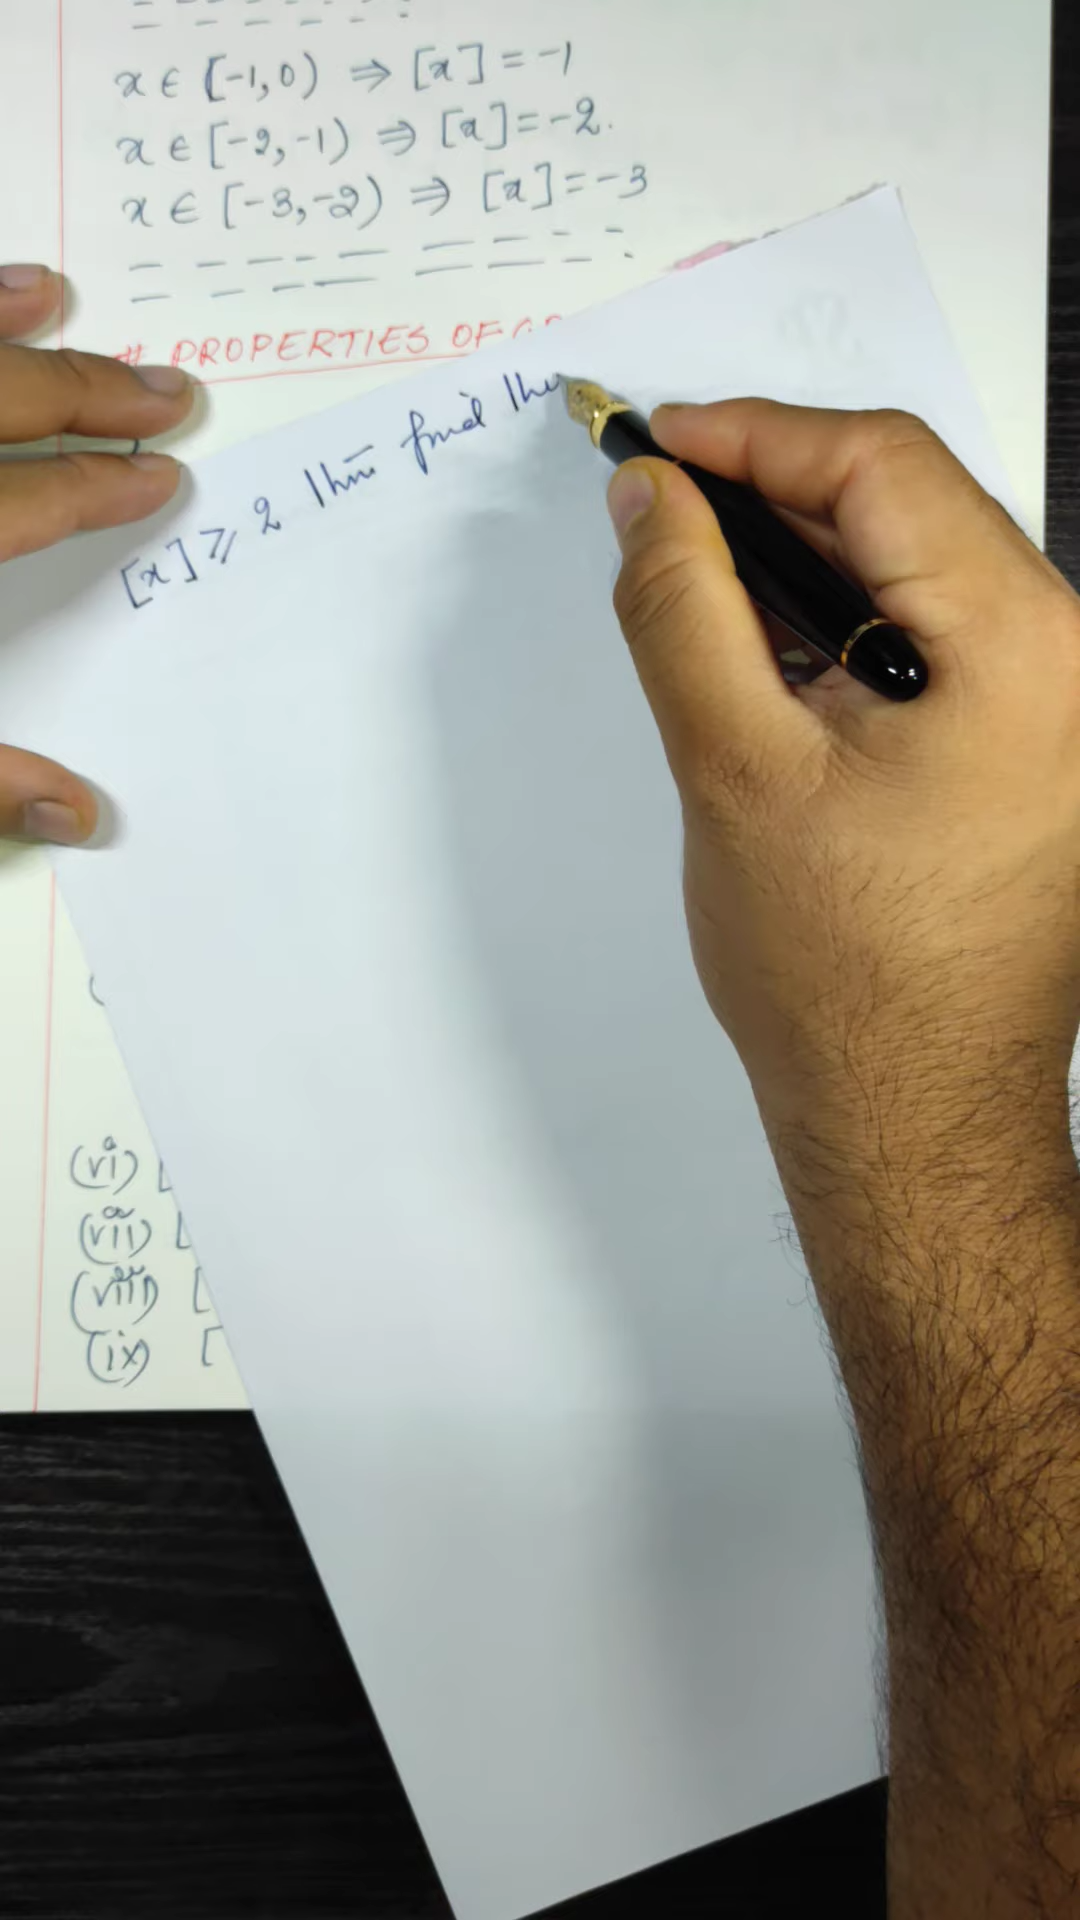 x ∈ [-1,0) ⇒ [x] = -1
x ∈ [-2,-1) ⇒ [x] = -2.
x ∈ [-3,-2) ⇒ [x] = -3
# PROPERTIES OF
[x] ⩾ 2 then find the
(vi) [
(vii) [
(viii) [
(ix) [